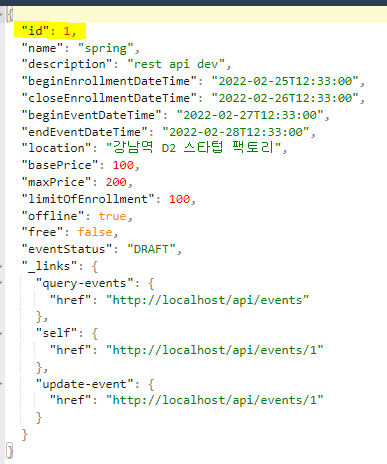 {
"id": 1,
"name": "spring",
"description": "rest api dev",
"beginEnrollmentDateTime": "2022-02-25T12:33:00",
"closeEnrollmentDateTime": "2022-02-26T12:33:00",
"beginEventDateTime": "2022-02-27T12:33:00",
"endEventDateTime": "2022-02-28T12:33:00",
"location": "강남역 D2 스타텁 팩토리",
"basePrice": 100,
"maxPrice": 200,
"limitOfEnrollment": 100,
"offline": true,
"free": false,
"eventStatus": "DRAFT",
"_links": {
"query-events": {
"href": "http://localhost/api/events"
},
"self": {
"href": "http://localhost/api/events/1"
},
"update-event": {
"href": "http://localhost/api/events/1"
}
}
}